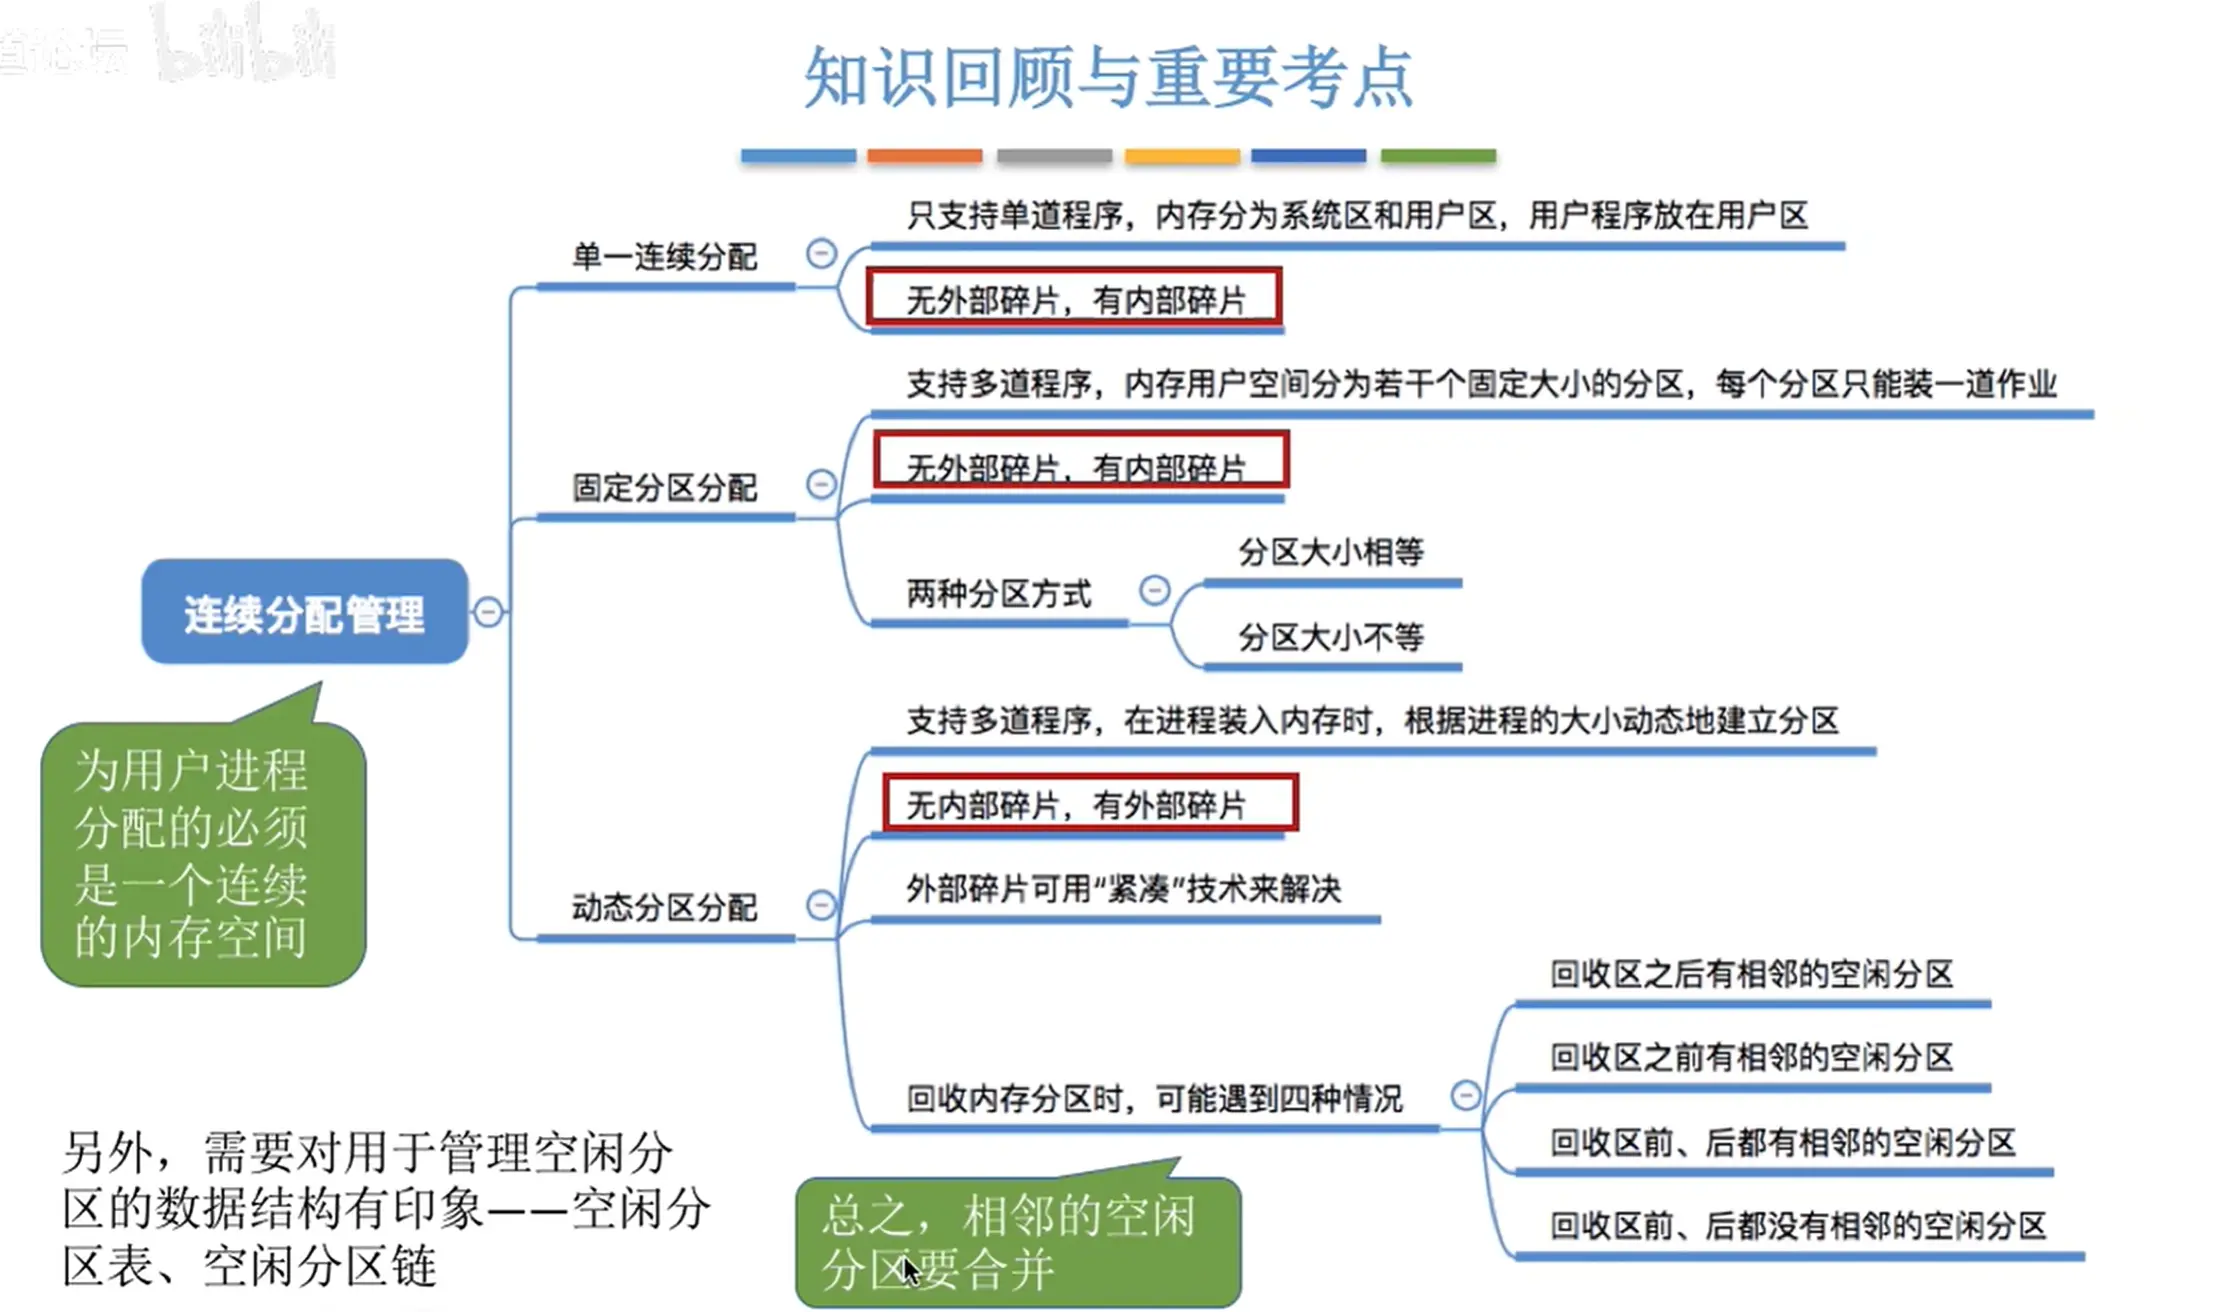 bilibili
知识回顾与重要考点
只支持单道程序，内存分为系统区和用户区，用户程序放在用户区
单一连续分配
无外部碎片，有内部碎片
支持多道程序，内存用户空间分为若干个固定大小的分区，每个分区只能装一道作业
无外部碎片，有内部碎片
固定分区分配
分区大小相等
两种分区方式
分区大小不等
连续分配管理
为用户进程
分配的必须
是一个连续
的内存空间
支持多道程序，在进程装入内存时，根据进程的大小动态地建立分区
无内部碎片，有外部碎片
外部碎片可用“紧凑”技术来解决
动态分区分配
回收区之后有相邻的空闲分区
回收区之前有相邻的空闲分区
回收内存分区时，可能遇到四种情况
回收区前、后都有相邻的空闲分区
回收区前、后都没有相邻的空闲分区
总之，相邻的空闲
分区要合并
另外，需要对用于管理空闲分
区的数据结构有印象——空闲分
区表、空闲分区链